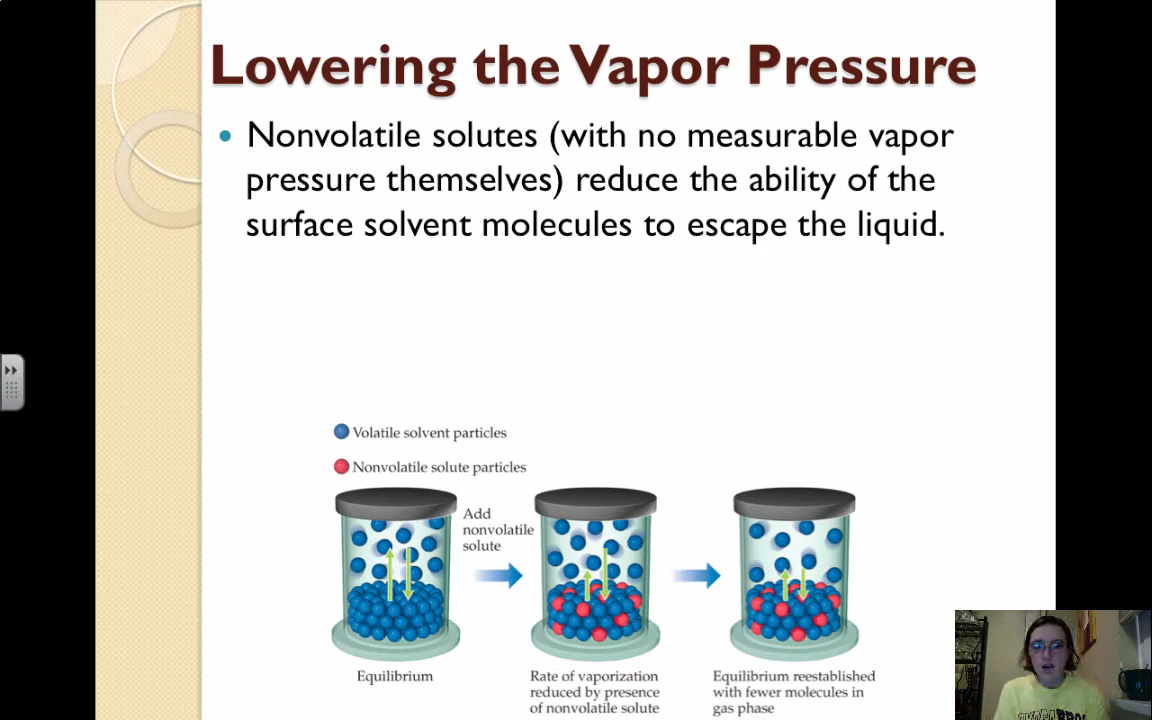 Lowering the Vapor Pressure
• Nonvolatile solutes (with no measurable vapor
pressure themselves) reduce the ability of the
surface solvent molecules to escape the liquid.
Volatile solvent particles
Nonvolatile solute particles
Add
nonvolatile
solute
Equilibrium
Rate of vaporization
reduced by presence
of nonvolatile solute
Equilibrium reestablished
with fewer molecules in
gas phase